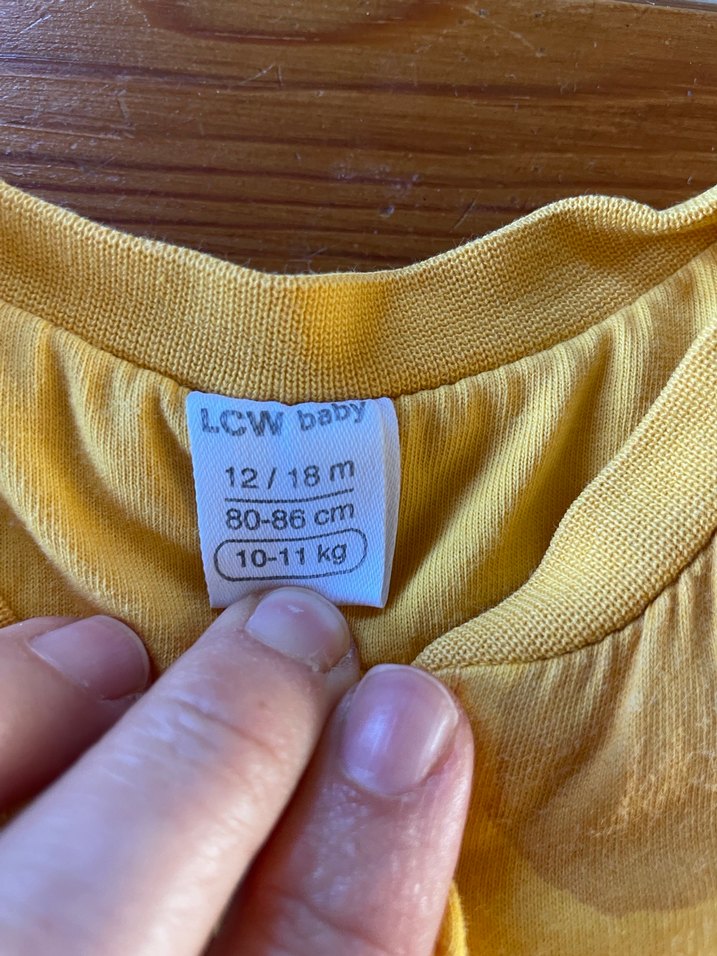 LCW baby
12 / 18 m
80-86 cm
10-11 kg